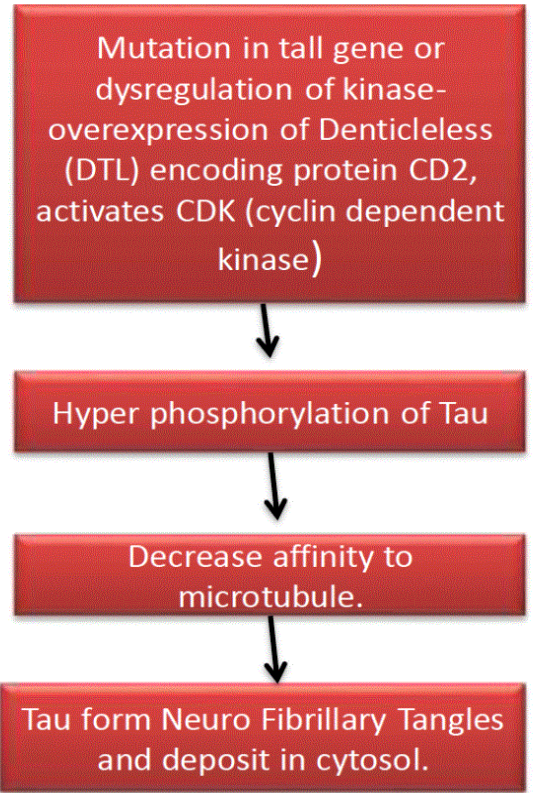 Mutation in tall gene or
dysregulation of kinase-
overexpression of Denticleless
(DTL) encoding protein CD2,
activates CDK (cyclin dependent
kinase)
Hyper phosphorylation of Tau
Decrease affinity to
microtubule.
Tau form Neuro Fibrillary Tangles
and deposit in cytosol.